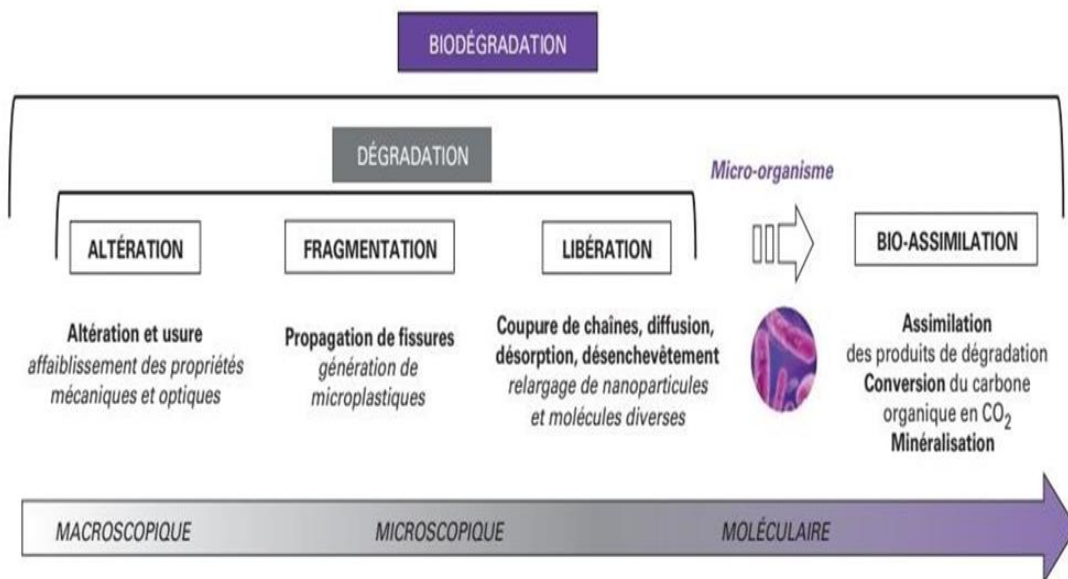 BIODÉGRADATION
DÉGRADATION
Micro-organisme
ALTÉRATION
FRAGMENTATION
LIBÉRATION
BIO-ASSIMILATION
Altération et usure
affaiblissement des propriétés
mécaniques et optiques
Propagation de fissures
génération de
microplastiques
Coupure de chaînes, diffusion,
désorption, désenchevêtement
relargage de nanoparticules
et molécules diverses
Assimilation
des produits de dégradation
Conversion du carbone
organique en CO₂
Minéralisation
MACROSCOPIQUE
MICROSCOPIQUE
MOLÉCULAIRE